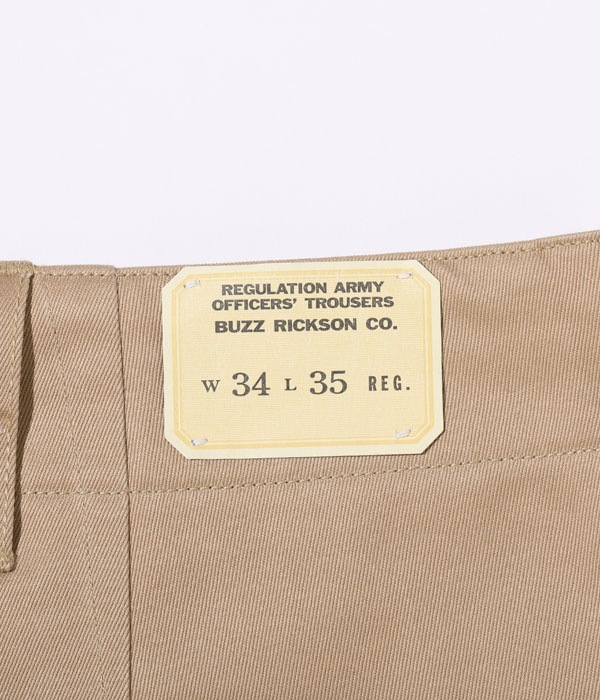 REGULATION ARMY
OFFICERS' TROUSERS
BUZZ RICKSON CO.
W 34 L 35 REG.